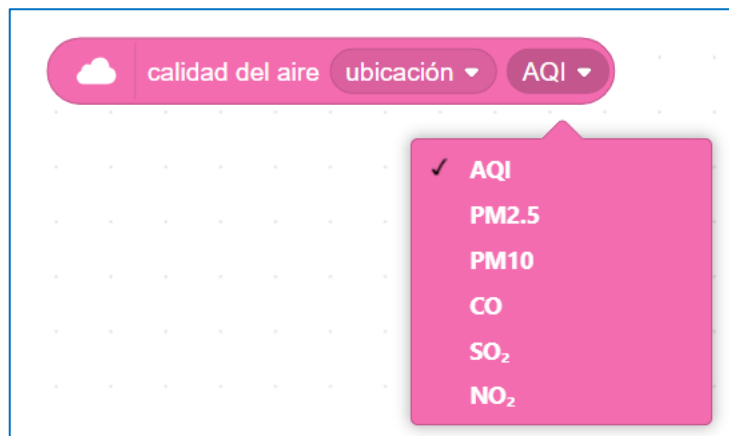 calidad del aire ubicación AQI
AQI
PM2.5
PM10
CO
SO₂
NO₂